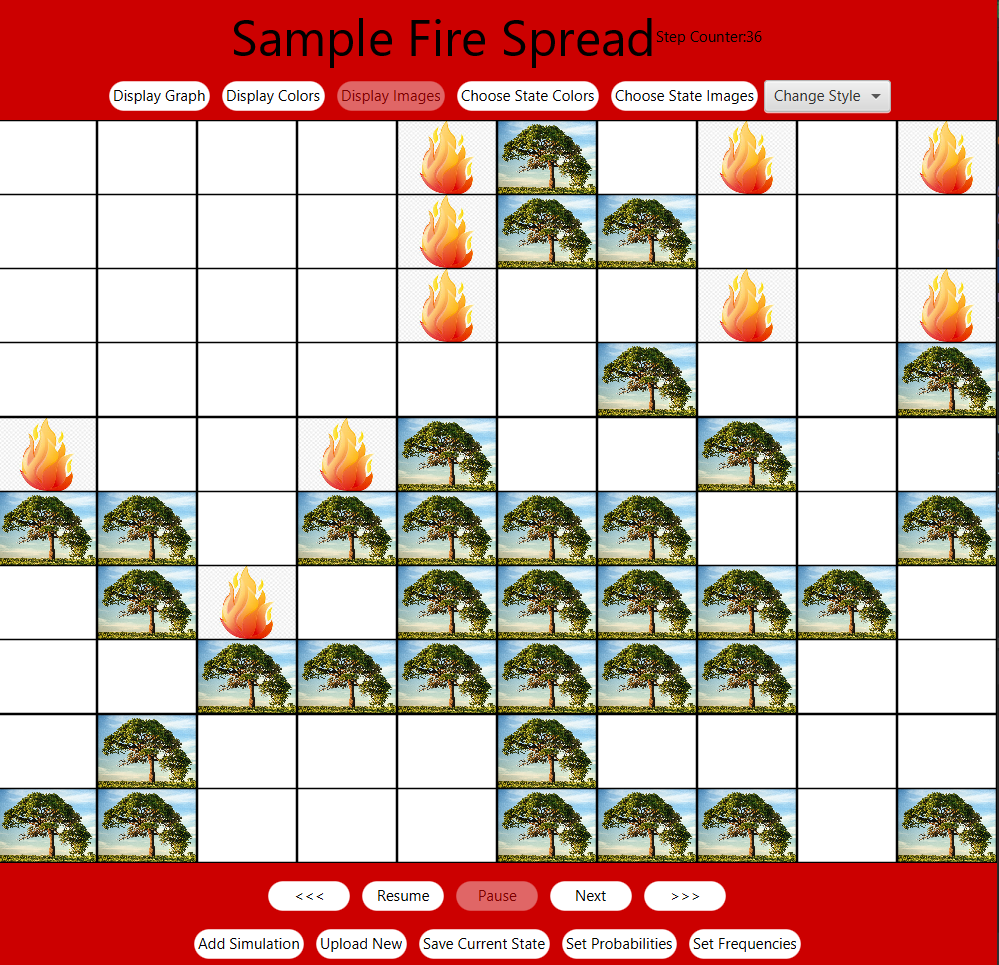 Sample Fire Spread Step Counter:36
Display Graph Display Colors Display Images Choose State Colors Choose State Images Change Style
<<< Resume Pause Next >>>
Add Simulation Upload New Save Current State Set Probabilities Set Frequencies